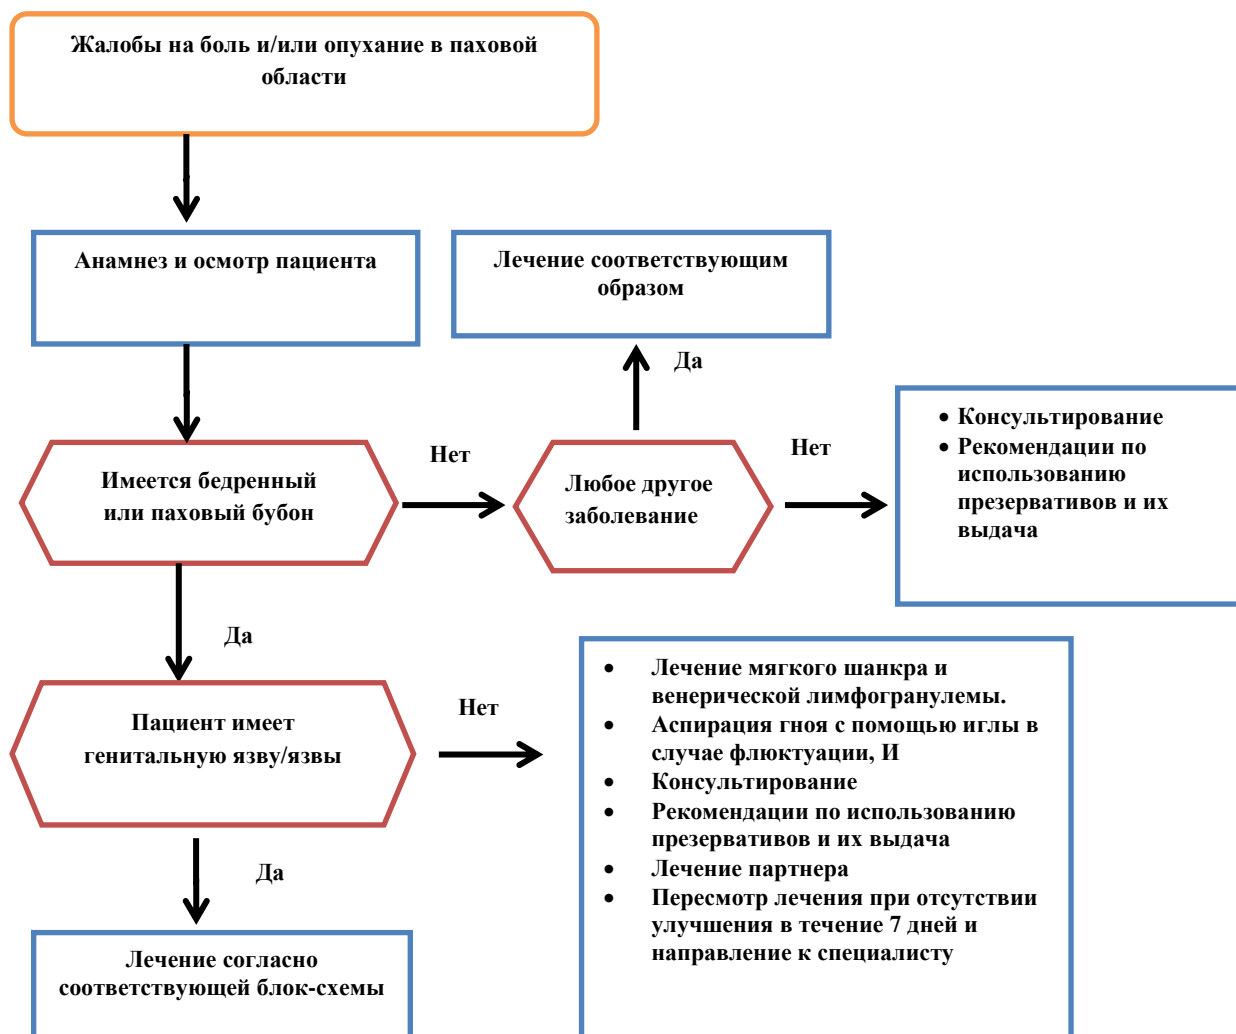 Жалобы на боль и/или опухание в паховой
области
Анамнез и осмотр пациента
Лечение соответствующим
образом
Да
• Консультирование
• Рекомендации по
использованию
презервативов и их
выдача
Имеется бедренный
или паховый бубон
Нет
Любое другое
заболевание
Нет
Да
Пациент имеет
генитальную язву/язвы
Нет
• Лечение мягкого шанкра и
венерической лимфогранулемы.
• Аспирация гноя с помощью иглы в
случае флюктуации, И
• Консультирование
• Рекомендации по использованию
презервативов и их выдача
• Лечение партнера
• Пересмотр лечения при отсутствии
улучшения в течение 7 дней и
направление к специалисту
Да
Лечение согласно
соответствующей блок-схемы